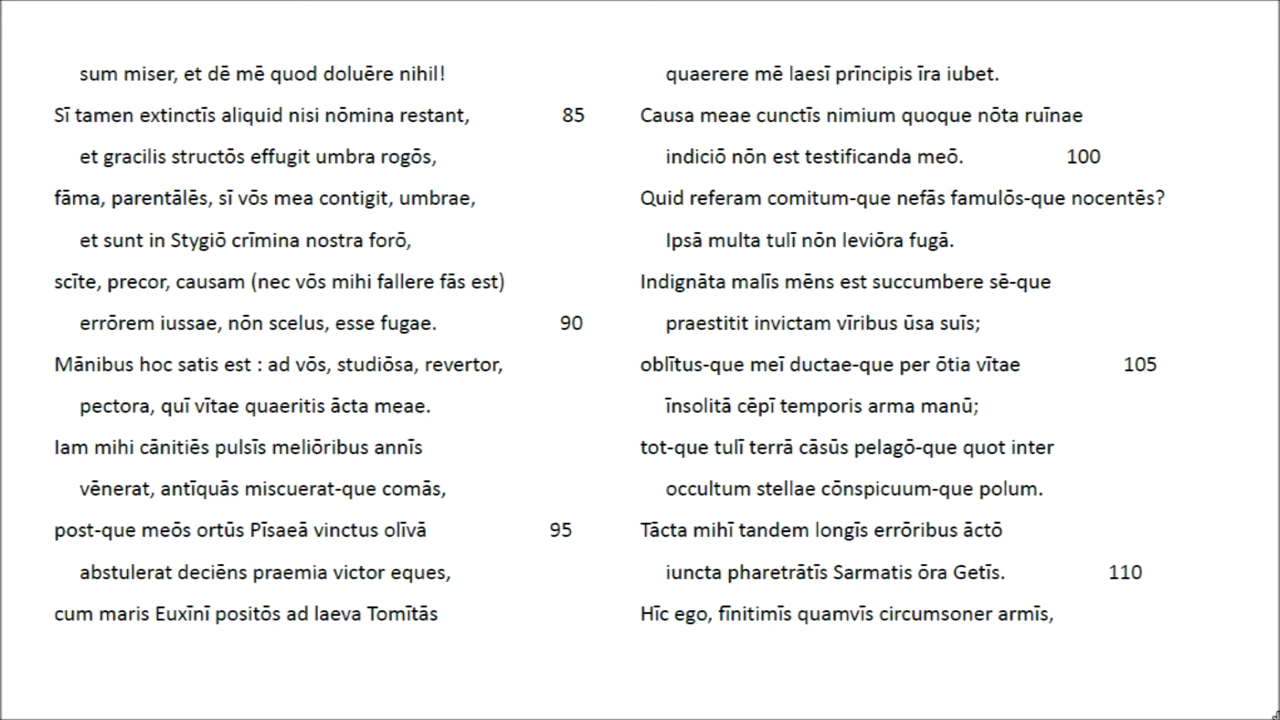 sum miser, et dē mē quod doluēre nihil!
Sī tamen extinctīs aliquid nisi nōmina restant, 85
et gracilis structōs effugit umbra rogōs,
fāma, parentālēs, sī vōs mea contigit, umbrae,
et sunt in Stygiō crīmina nostra forō,
scīte, precor, causam (nec vōs mihi fallere fās est)
errōrem iussae, nōn scelus, esse fugae. 90
Mānibus hoc satis est : ad vōs, studiōsa, revertor,
pectora, quī vītae quaeritis ācta meae.
Iam mihi cānitiēs pulsīs meliōribus annīs
vēnerat, antīquās miscuerat-que comās,
post-que meōs ortūs Pīsaeā vinctus olīvā 95
abstulerat deciēns praemia victor eques,
cum maris Euxīnī positōs ad laeva Tomītās
quaerere mē laesī prīncipis īra iubet.
Causa meae cunctīs nimium quoque nōta ruīnae
indiciō nōn est testificanda meō. 100
Quid referam comitum-que nefās famulōs-que nocentēs?
Ipsā multa tulī nōn leviōra fugā.
Indignāta malīs mēns est succumbere sē-que
praestitit invictam vīribus ūsa suīs;
oblītus-que meī ductae-que per ōtia vītae 105
īnsolitā cēpī temporis arma manū;
tot-que tulī terrā cāsūs pelagō-que quot inter
occultum stellae cōnspicuum-que polum.
Tācta mihī tandem longīs errōribus āctō
iuncta pharetrātīs Sarmatis ōra Getīs. 110
Hīc ego, fīnitimīs quamvīs circumsoner armīs,